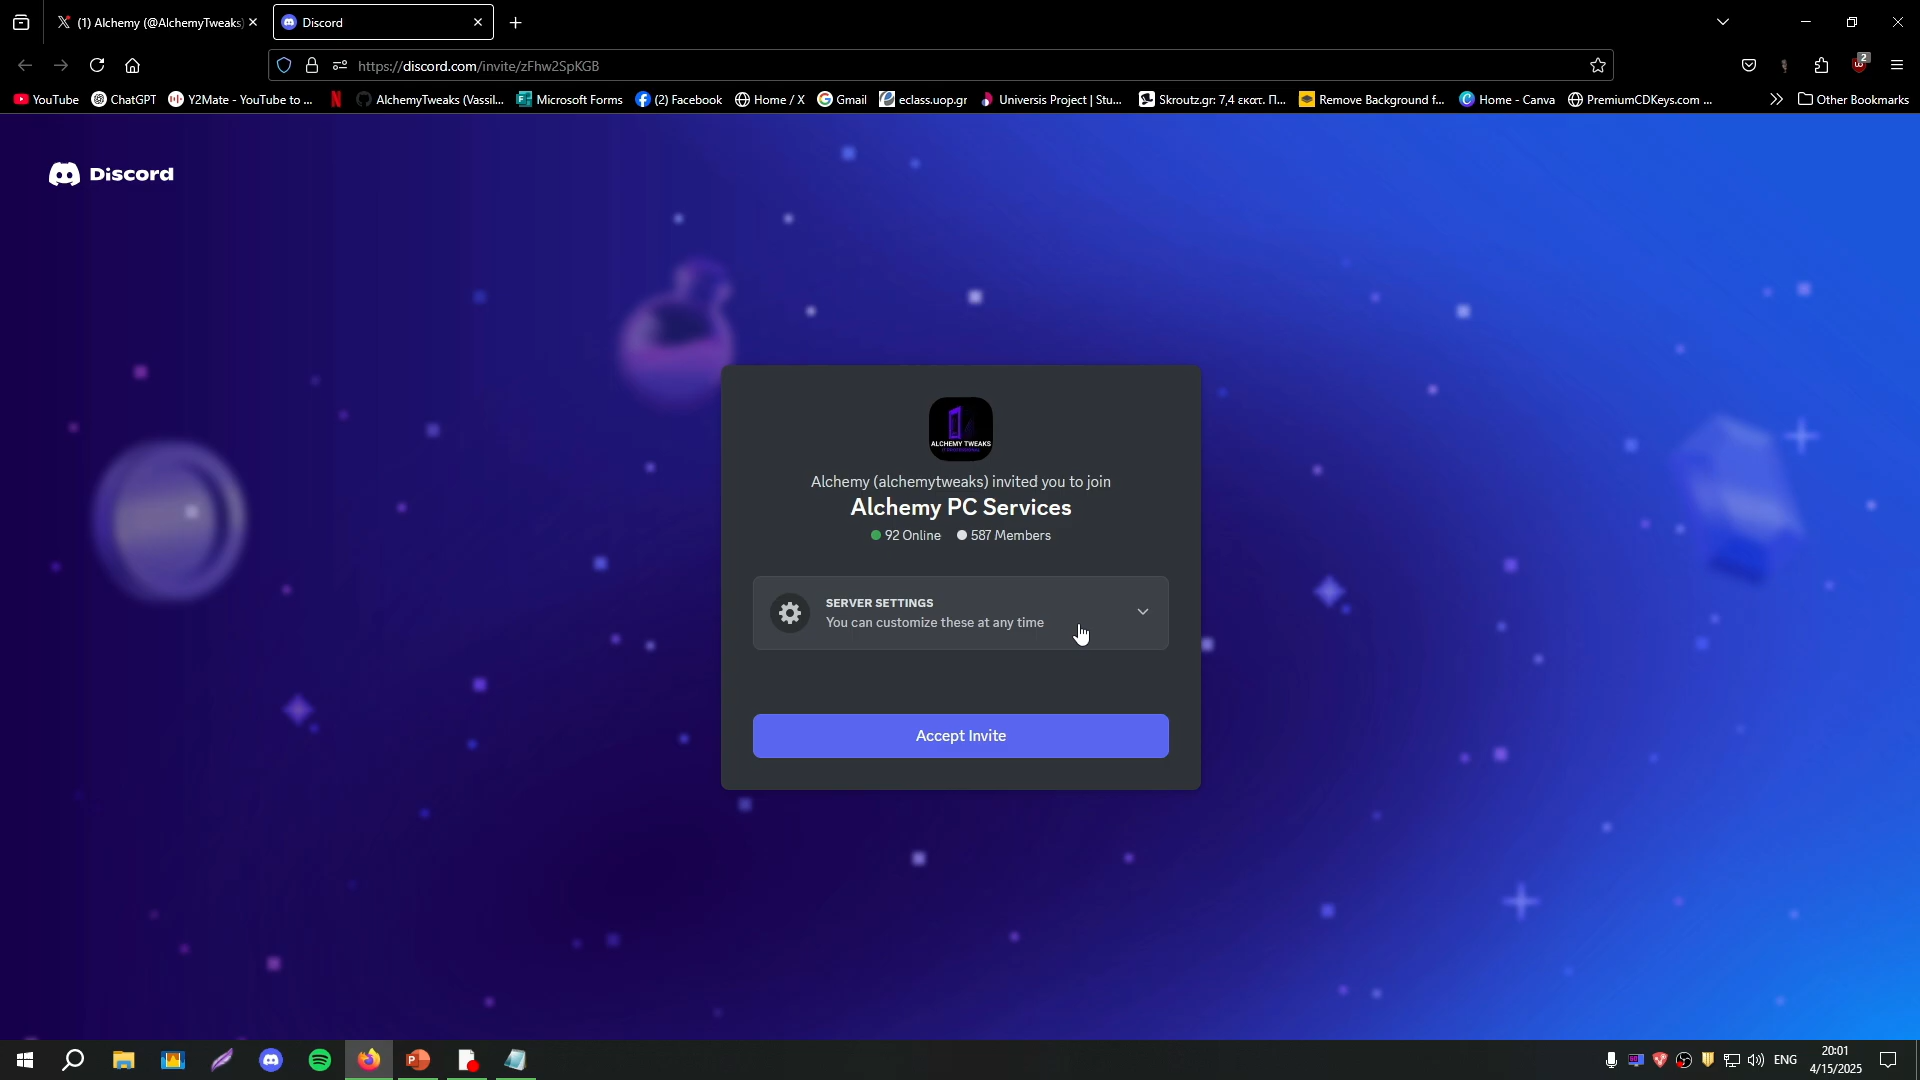 (1) Alchemy (@AlchemyTweaks)
Discord
https://discord.com/invite/zFhw2SpKGB
2
YouTube
ChatGPT
Y2Mate - YouTube to ...
AlchemyTweaks (Vassil...
Microsoft Forms
(2) Facebook
Home / X
Gmail
eclass.uop.gr
Universis Project | Stu...
Skroutz.gr: 7,4 εκατ. Π...
Remove Background f...
Home - Canva
PremiumCDKeys.com ...
Other Bookmarks
Discord
ALCHEMY TWEAKS
Alchemy (alchemytweaks) invited you to join
Alchemy PC Services
92 Online
587 Members
SERVER SETTINGS
You can customize these at any time
Accept Invite
ENG
20:01
4/15/2025